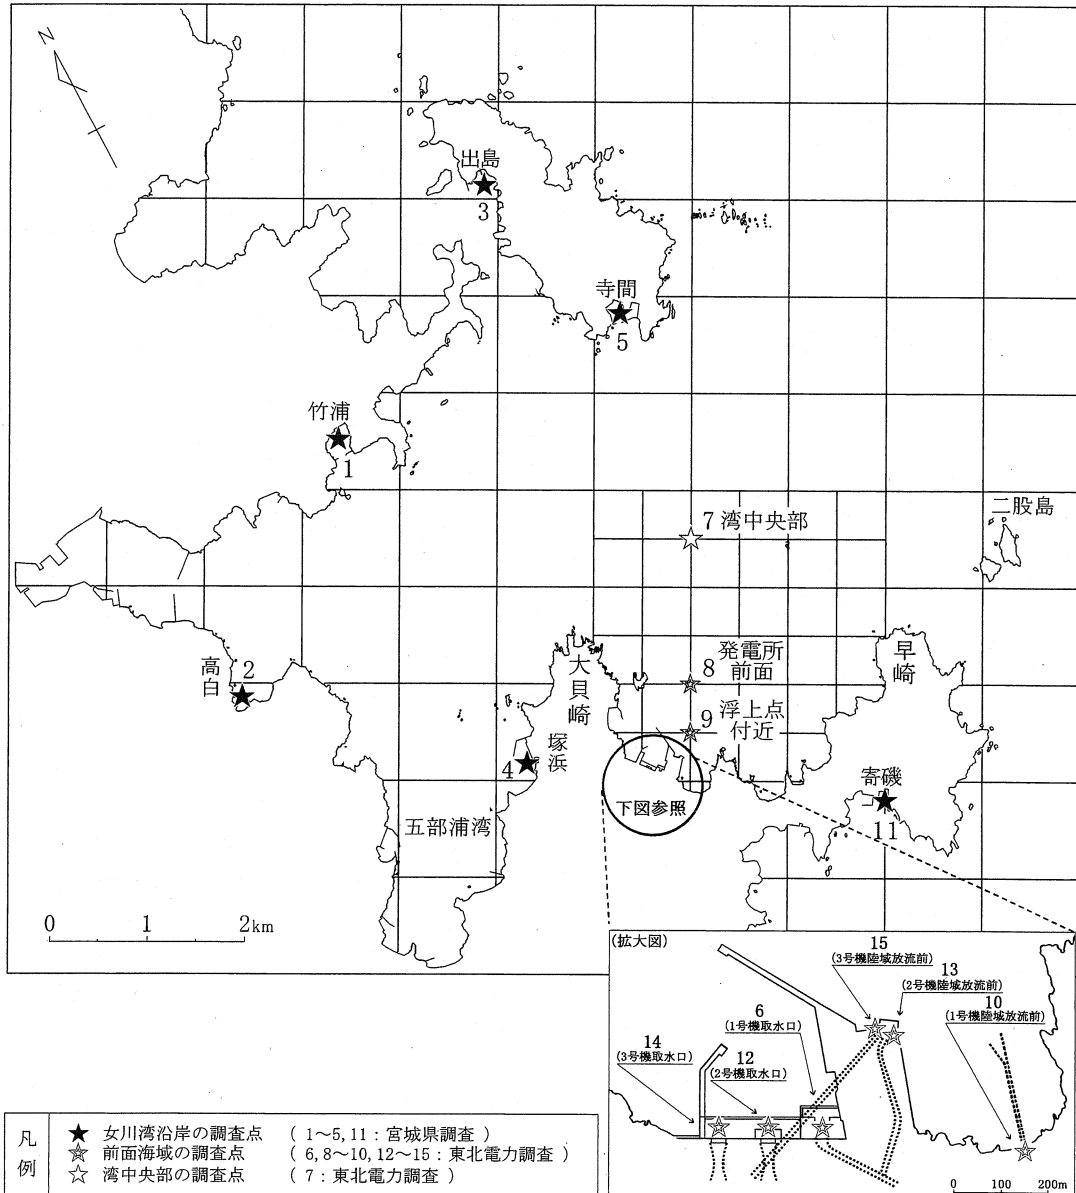 N
出島
3
寺間
5
竹浦
1
二股島
7 湾中央部
高白
2
大貝崎
発電所
前面
8
早崎
9
浮上点
付近
塚浜
4
寄磯
11
下図参照
五部浦湾
0 1 2km
(拡大図)
15
(3号機陸域放流前)
13
(2号機陸域放流前)
10
(1号機陸域放流前)
6
(1号機取水口)
14
(3号機取水口)
12
(2号機取水口)
0 100 200m
凡例
★ 女川湾沿岸の調査点 ( 1~5, 11 : 宮城県調査 )
前面海域の調査点 ( 6, 8~10, 12~15 : 東北電力調査 )
☆ 湾中央部の調査点 ( 7 : 東北電力調査 )